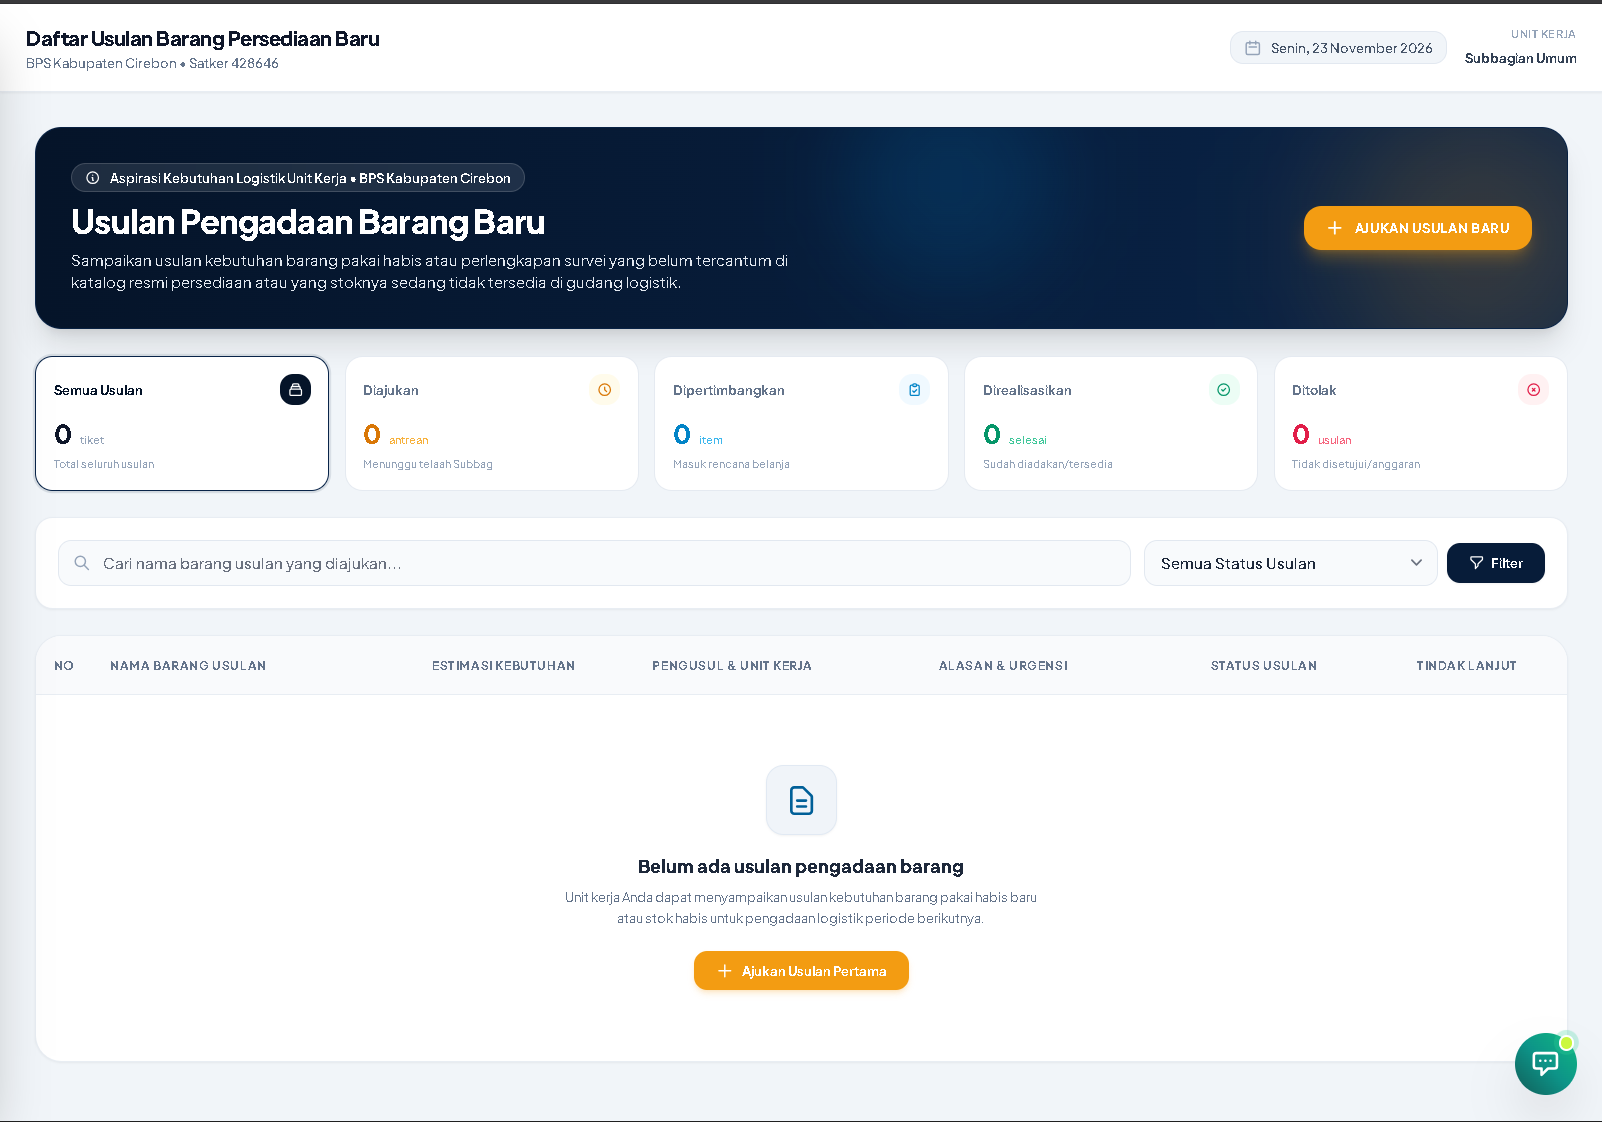 Daftar Usulan Barang Persediaan Baru
BPS Kabupaten Cirebon • Satker 428646
Senin, 23 November 2026
UNIT KERJA
Subbagian Umum
Aspirasi Kebutuhan Logistik Unit Kerja • BPS Kabupaten Cirebon
Usulan Pengadaan Barang Baru
Sampaikan usulan kebutuhan barang pakai habis atau perlengkapan survei yang belum tercantum di
katalog resmi persediaan atau yang stoknya sedang tidak tersedia di gudang logistik.
AJUKAN USULAN BARU
Semua Usulan
0 tiket
Total seluruh usulan
Diajukan
0 antrean
Menunggu telaah Subbag
Dipertimbangkan
0 item
Masuk rencana belanja
Direalisasikan
0 selesai
Sudah diadakan/tersedia
Ditolak
0 usulan
Tidak disetujui/anggaran
Cari nama barang usulan yang diajukan...
Semua Status Usulan
Filter
NO
NAMA BARANG USULAN
ESTIMASI KEBUTUHAN
PENGUSUL & UNIT KERJA
ALASAN & URGENSI
STATUS USULAN
TINDAK LANJUT
Belum ada usulan pengadaan barang
Unit kerja Anda dapat menyampaikan usulan kebutuhan barang pakai habis baru
atau stok habis untuk pengadaan logistik periode berikutnya.
Ajukan Usulan Pertama